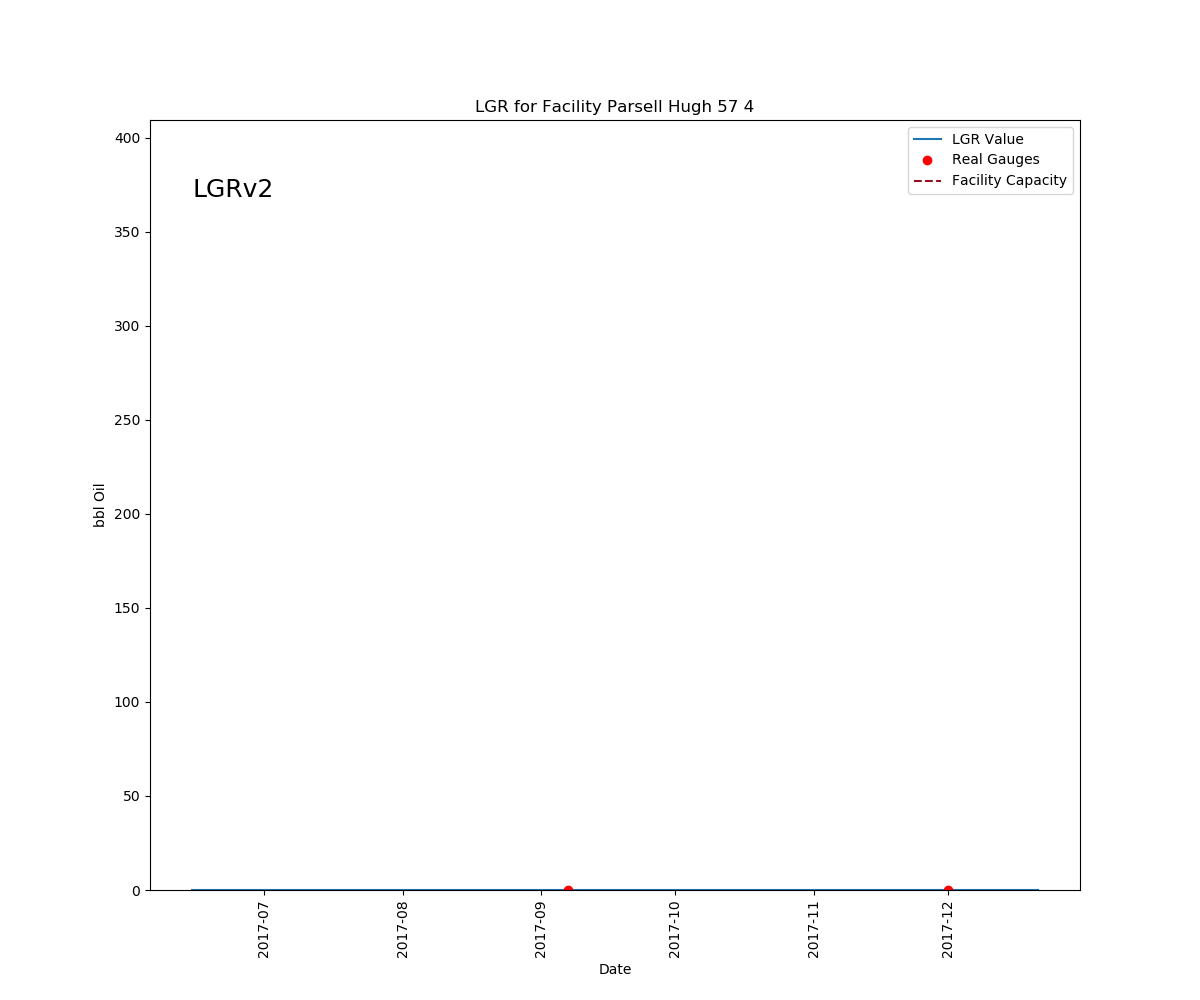 LGR for Facility Parsell Hugh 57 4
LGRv2
LGR Value
Real Gauges
Facility Capacity
400
350
300
250
200
150
100
50
0
bbl Oil
2017-07
2017-08
2017-09
2017-10
2017-11
2017-12
Date